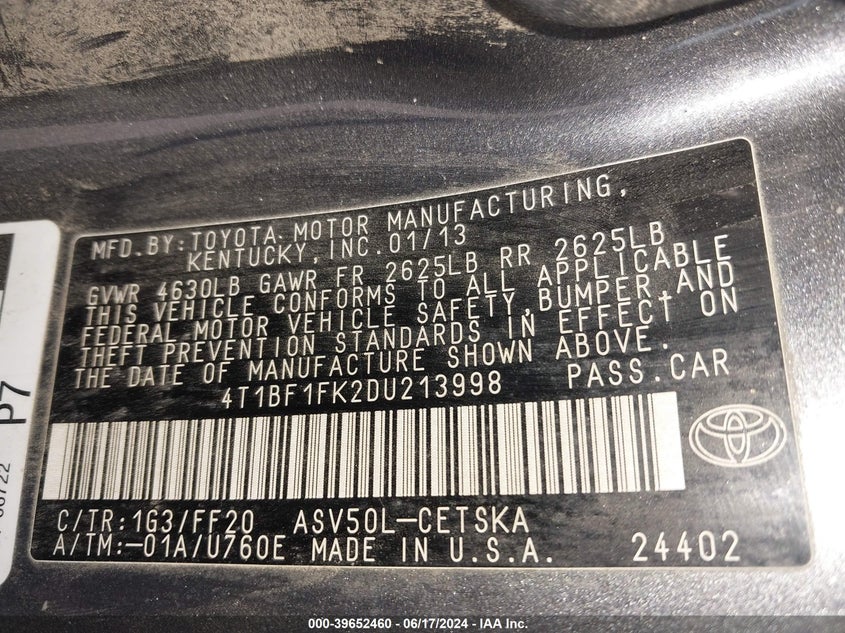 MFD.BY:TOYOTA MOTOR MANUFACTURING,
KENTUCKY,INC.01/13
GVWR 4630LB GAWR FR 2625LB RR 2625LB
THIS VEHICLE CONFORMS TO ALL APPLICABLE
FEDERAL MOTOR VEHICLE SAFETY,BUMPER,AND
THEFT PREVENTION STANDARDS IN EFFECT ON
THE DATE OF MANUFACTURE SHOWN ABOVE.
4T1BF1FK2DU213998 PASS.CAR
C/TR:1G3/FF20 ASV50L-CETSKA
A/TM:-01A/U760E MADE IN U.S.A. 24402
P7
000-39652460 - 06/17/2024 - IAA Inc.